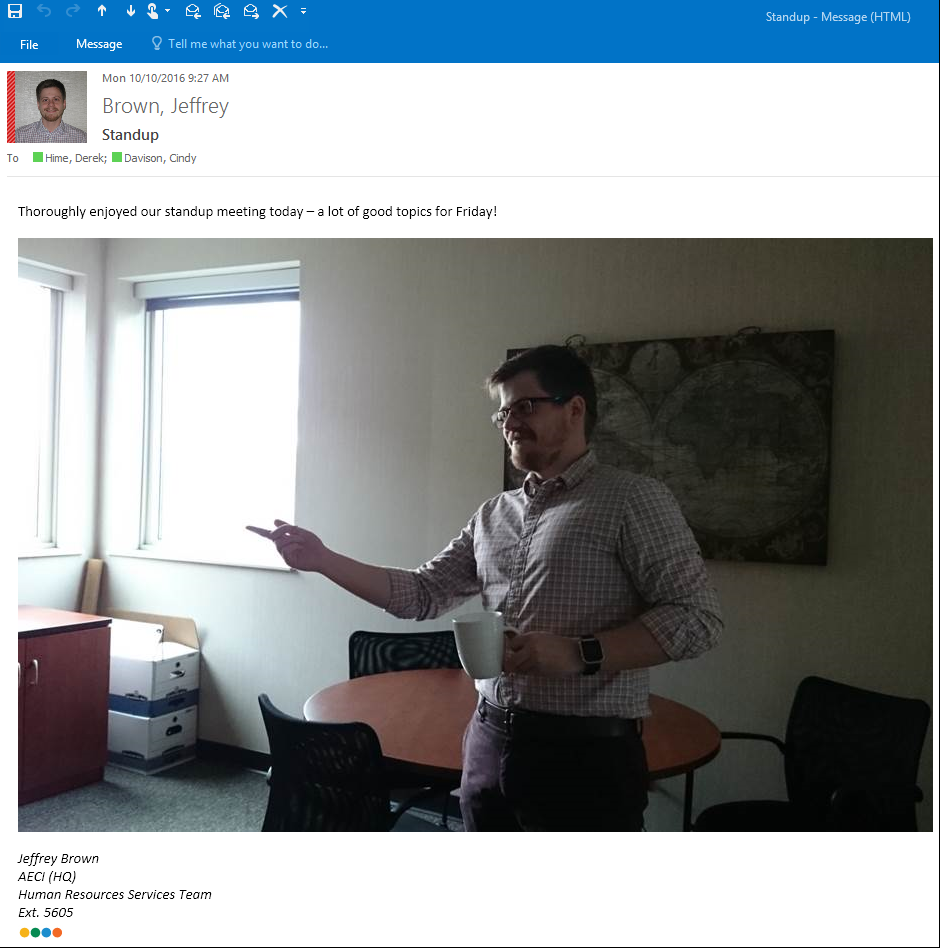 Standup - Message (HTML)
File Message Tell me what you want to do...
Mon 10/10/2016 9:27 AM
Brown, Jeffrey
Standup
To Hime, Derek; Davison, Cindy
Thoroughly enjoyed our standup meeting today – a lot of good topics for Friday!
Jeffrey Brown
AECI (HQ)
Human Resources Services Team
Ext. 5605